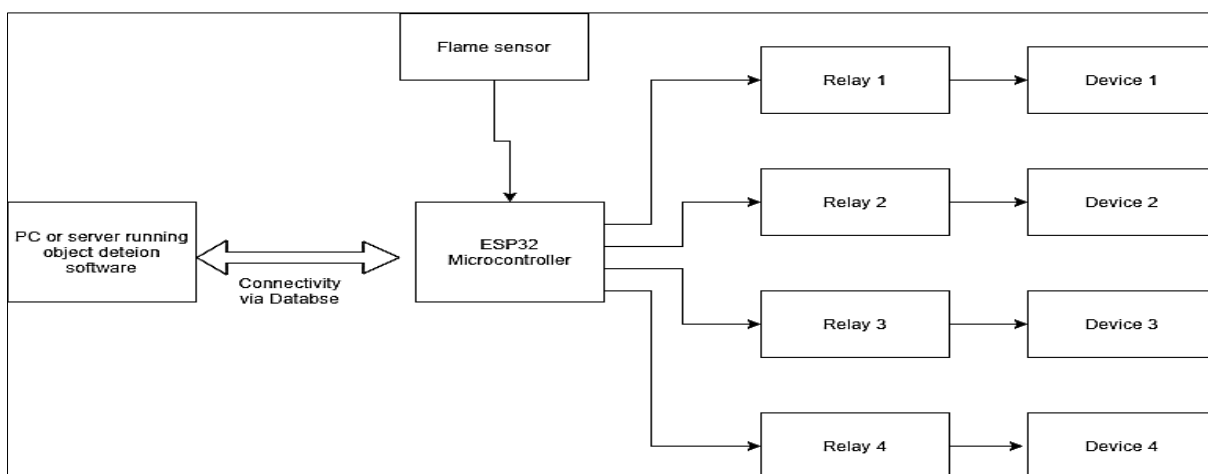 Flame sensor
Relay 1
Device 1
Relay 2
Device 2
PC or server running
object deteion
software
Connectivity
via Databse
ESP32
Microcontroller
Relay 3
Device 3
Relay 4
Device 4